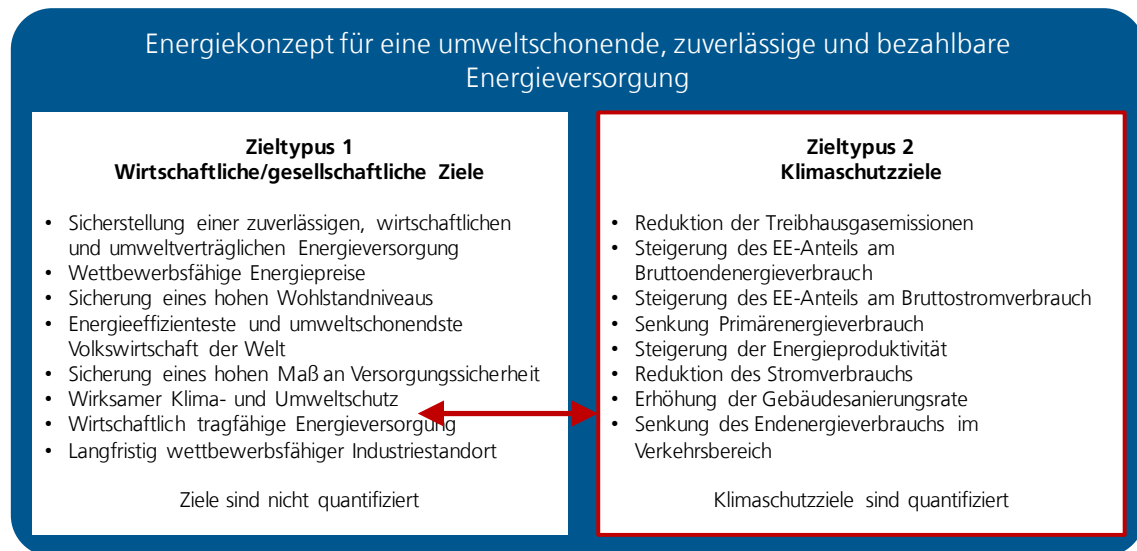 Energiekonzept für eine umweltschonende, zuverlässige und bezahlbare
Energieversorgung
Zieltypus 1
Wirtschaftliche/gesellschaftliche Ziele
• Sicherstellung einer zuverlässigen, wirtschaftlichen
und umweltverträglichen Energieversorgung
• Wettbewerbsfähige Energiepreise
• Sicherung eines hohen Wohlstandniveaus
• Energieeffizienteste und umweltschonendste
Volkswirtschaft der Welt
• Sicherung eines hohen Maß an Versorgungssicherheit
• Wirksamer Klima- und Umweltschutz
• Wirtschaftlich tragfähige Energieversorgung
• Langfristig wettbewerbsfähiger Industriestandort
Ziele sind nicht quantifiziert
Zieltypus 2
Klimaschutzziele
• Reduktion der Treibhausgasemissionen
• Steigerung des EE-Anteils am
Bruttoendenergieverbrauch
• Steigerung des EE-Anteils am Bruttostromverbrauch
• Senkung Primärenergieverbrauch
• Steigerung der Energieproduktivität
• Reduktion des Stromverbrauchs
• Erhöhung der Gebäudesanierungsrate
• Senkung des Endenergieverbrauchs im
Verkehrsbereich
Klimaschutzziele sind quantifiziert